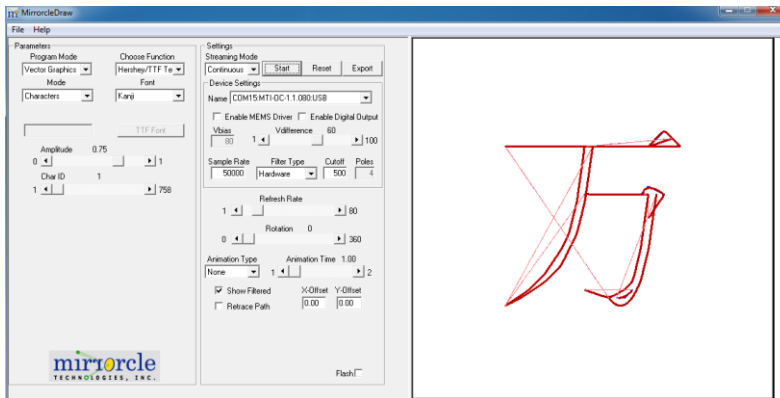 MirrorcleDraw
File Help
Parameters
Program Mode Choose Function
Vector Graphics Hershey/TTF Te
Mode Font
Characters Kanji
TTF Font
Amplitude 0.75
0 1
Char ID 1
1 758
mirrorcle
TECHNOLOGIES, INC.
Settings
Streaming Mode
Continuous Start Reset Export
Device Settings
Name COM15:MTI-DC-1.1.080:USB
Enable MEMS Driver Enable Digital Output
Vbias Vdifference 60
80 1 100
Sample Rate Filter Type Cutoff Poles
50000 Hardware 500 4
Refresh Rate
1 80
Rotation 0
0 360
Animation Type Animation Time 1.00
None 1 2
Show Filtered X-Offset Y-Offset
Retrace Path 0.00 0.00
Flash
万